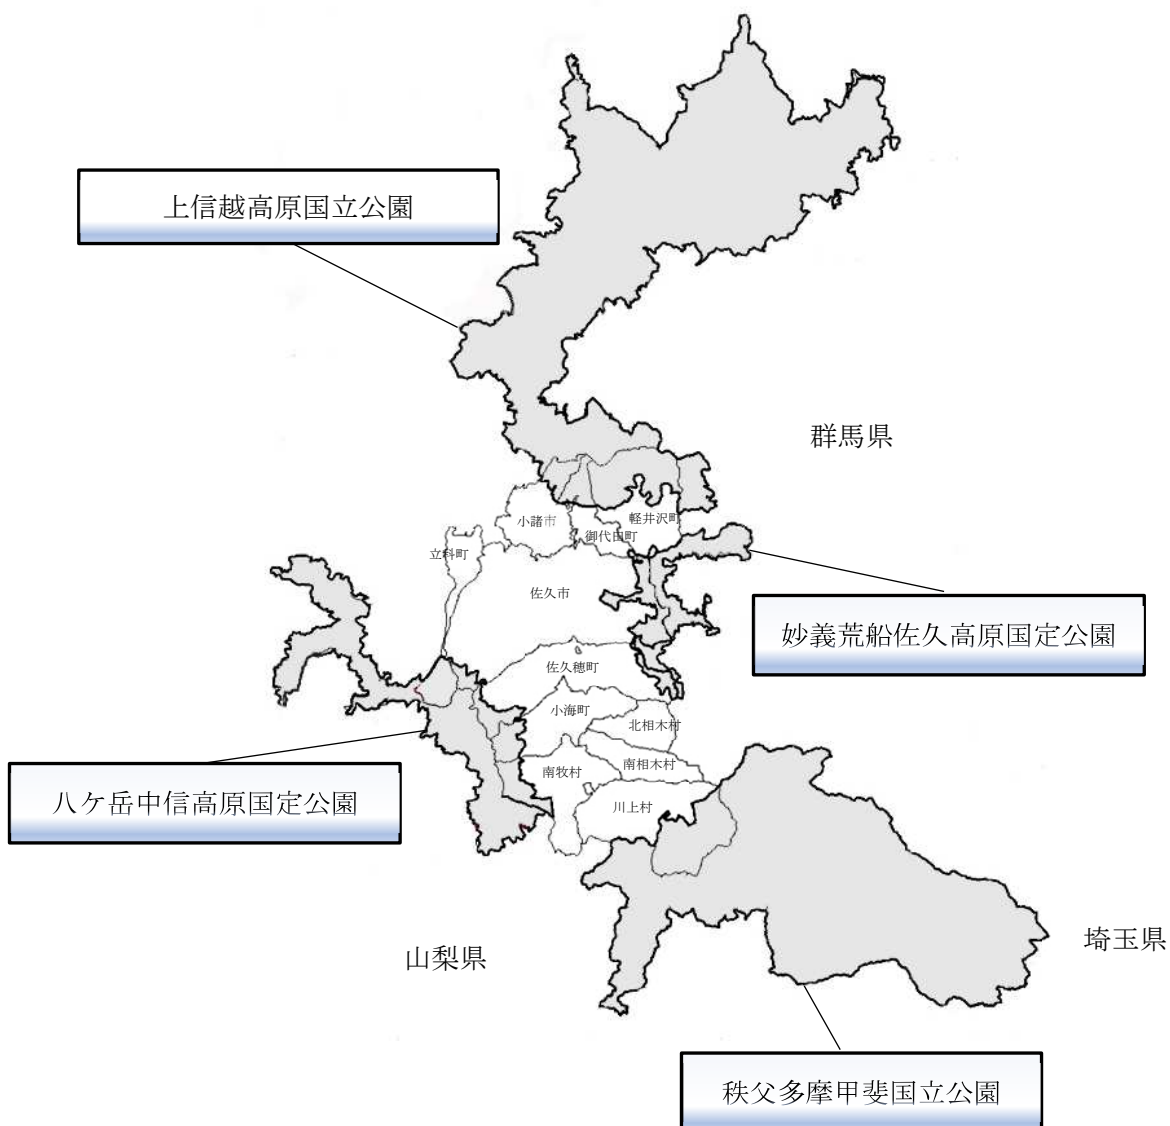 上信越高原国立公園
群馬県
小諸市
軽井沢町
御代田町
立科町
佐久市
妙義荒船佐久高原国定公園
佐久穂町
小海町
北相木村
南牧村
南相木村
八ケ岳中信高原国定公園
川上村
山梨県
埼玉県
秩父多摩甲斐国立公園